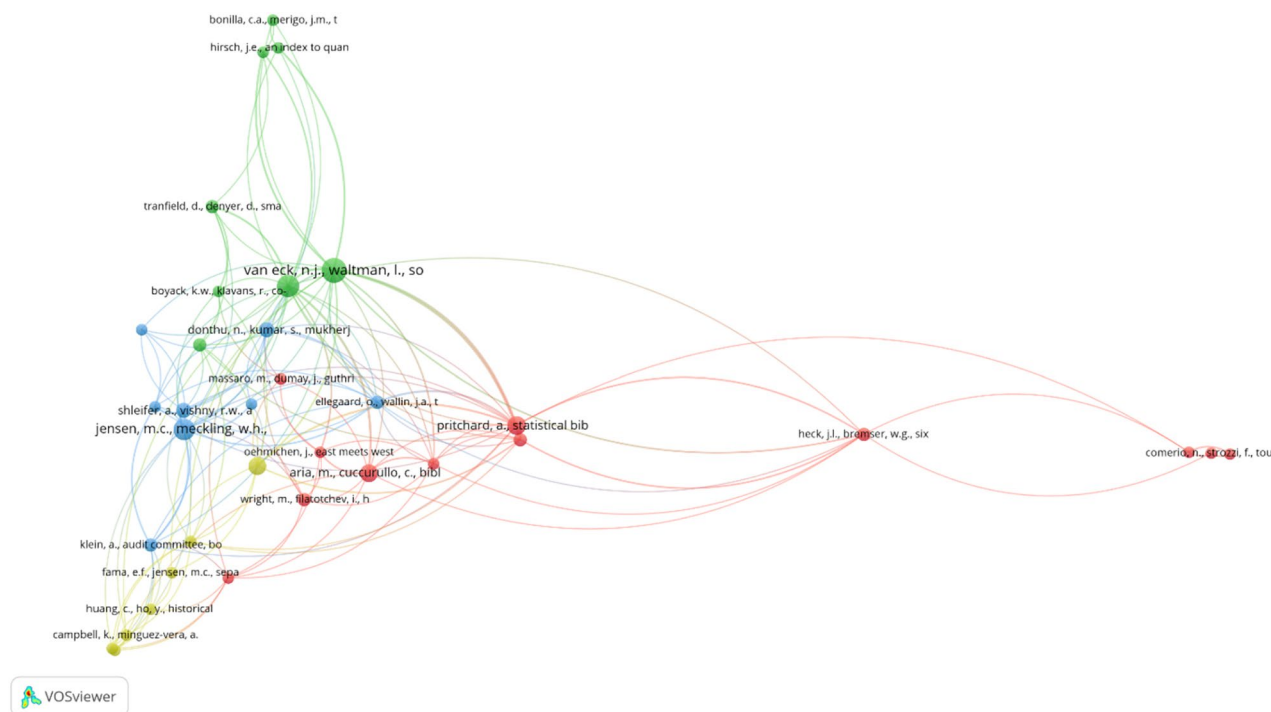 bonilla, c.a., merigo, j.m., t
hirsch, j.e., an index to quan
tranfield, d., denyer, d., sma
van eck, n.j., waltman, l., so
boyack, k.w., klavans, r., co-
donthu, n., kumar, s., mukherj
massaro, m., dumay, j., guthri
ellegaard, o., wallin, j.a., t
shleifer, a., vishny, r.w., a
jensen, m.c., meckling, w.h.,
pritchard, a., statistical bib
heck, j.l., bremser, w.g., six
oehmichen, j., east meets west
comerio, n., strozzi, f., tou
aria, m., cuccurullo, c., bibl
wright, m., filatotchev, i., h
klein, a., audit committee, bo
fama, e.f., jensen, m.c., sepa
huang, c., ho, y., historical
campbell, k., mínguez-vera, a.
VOSviewer